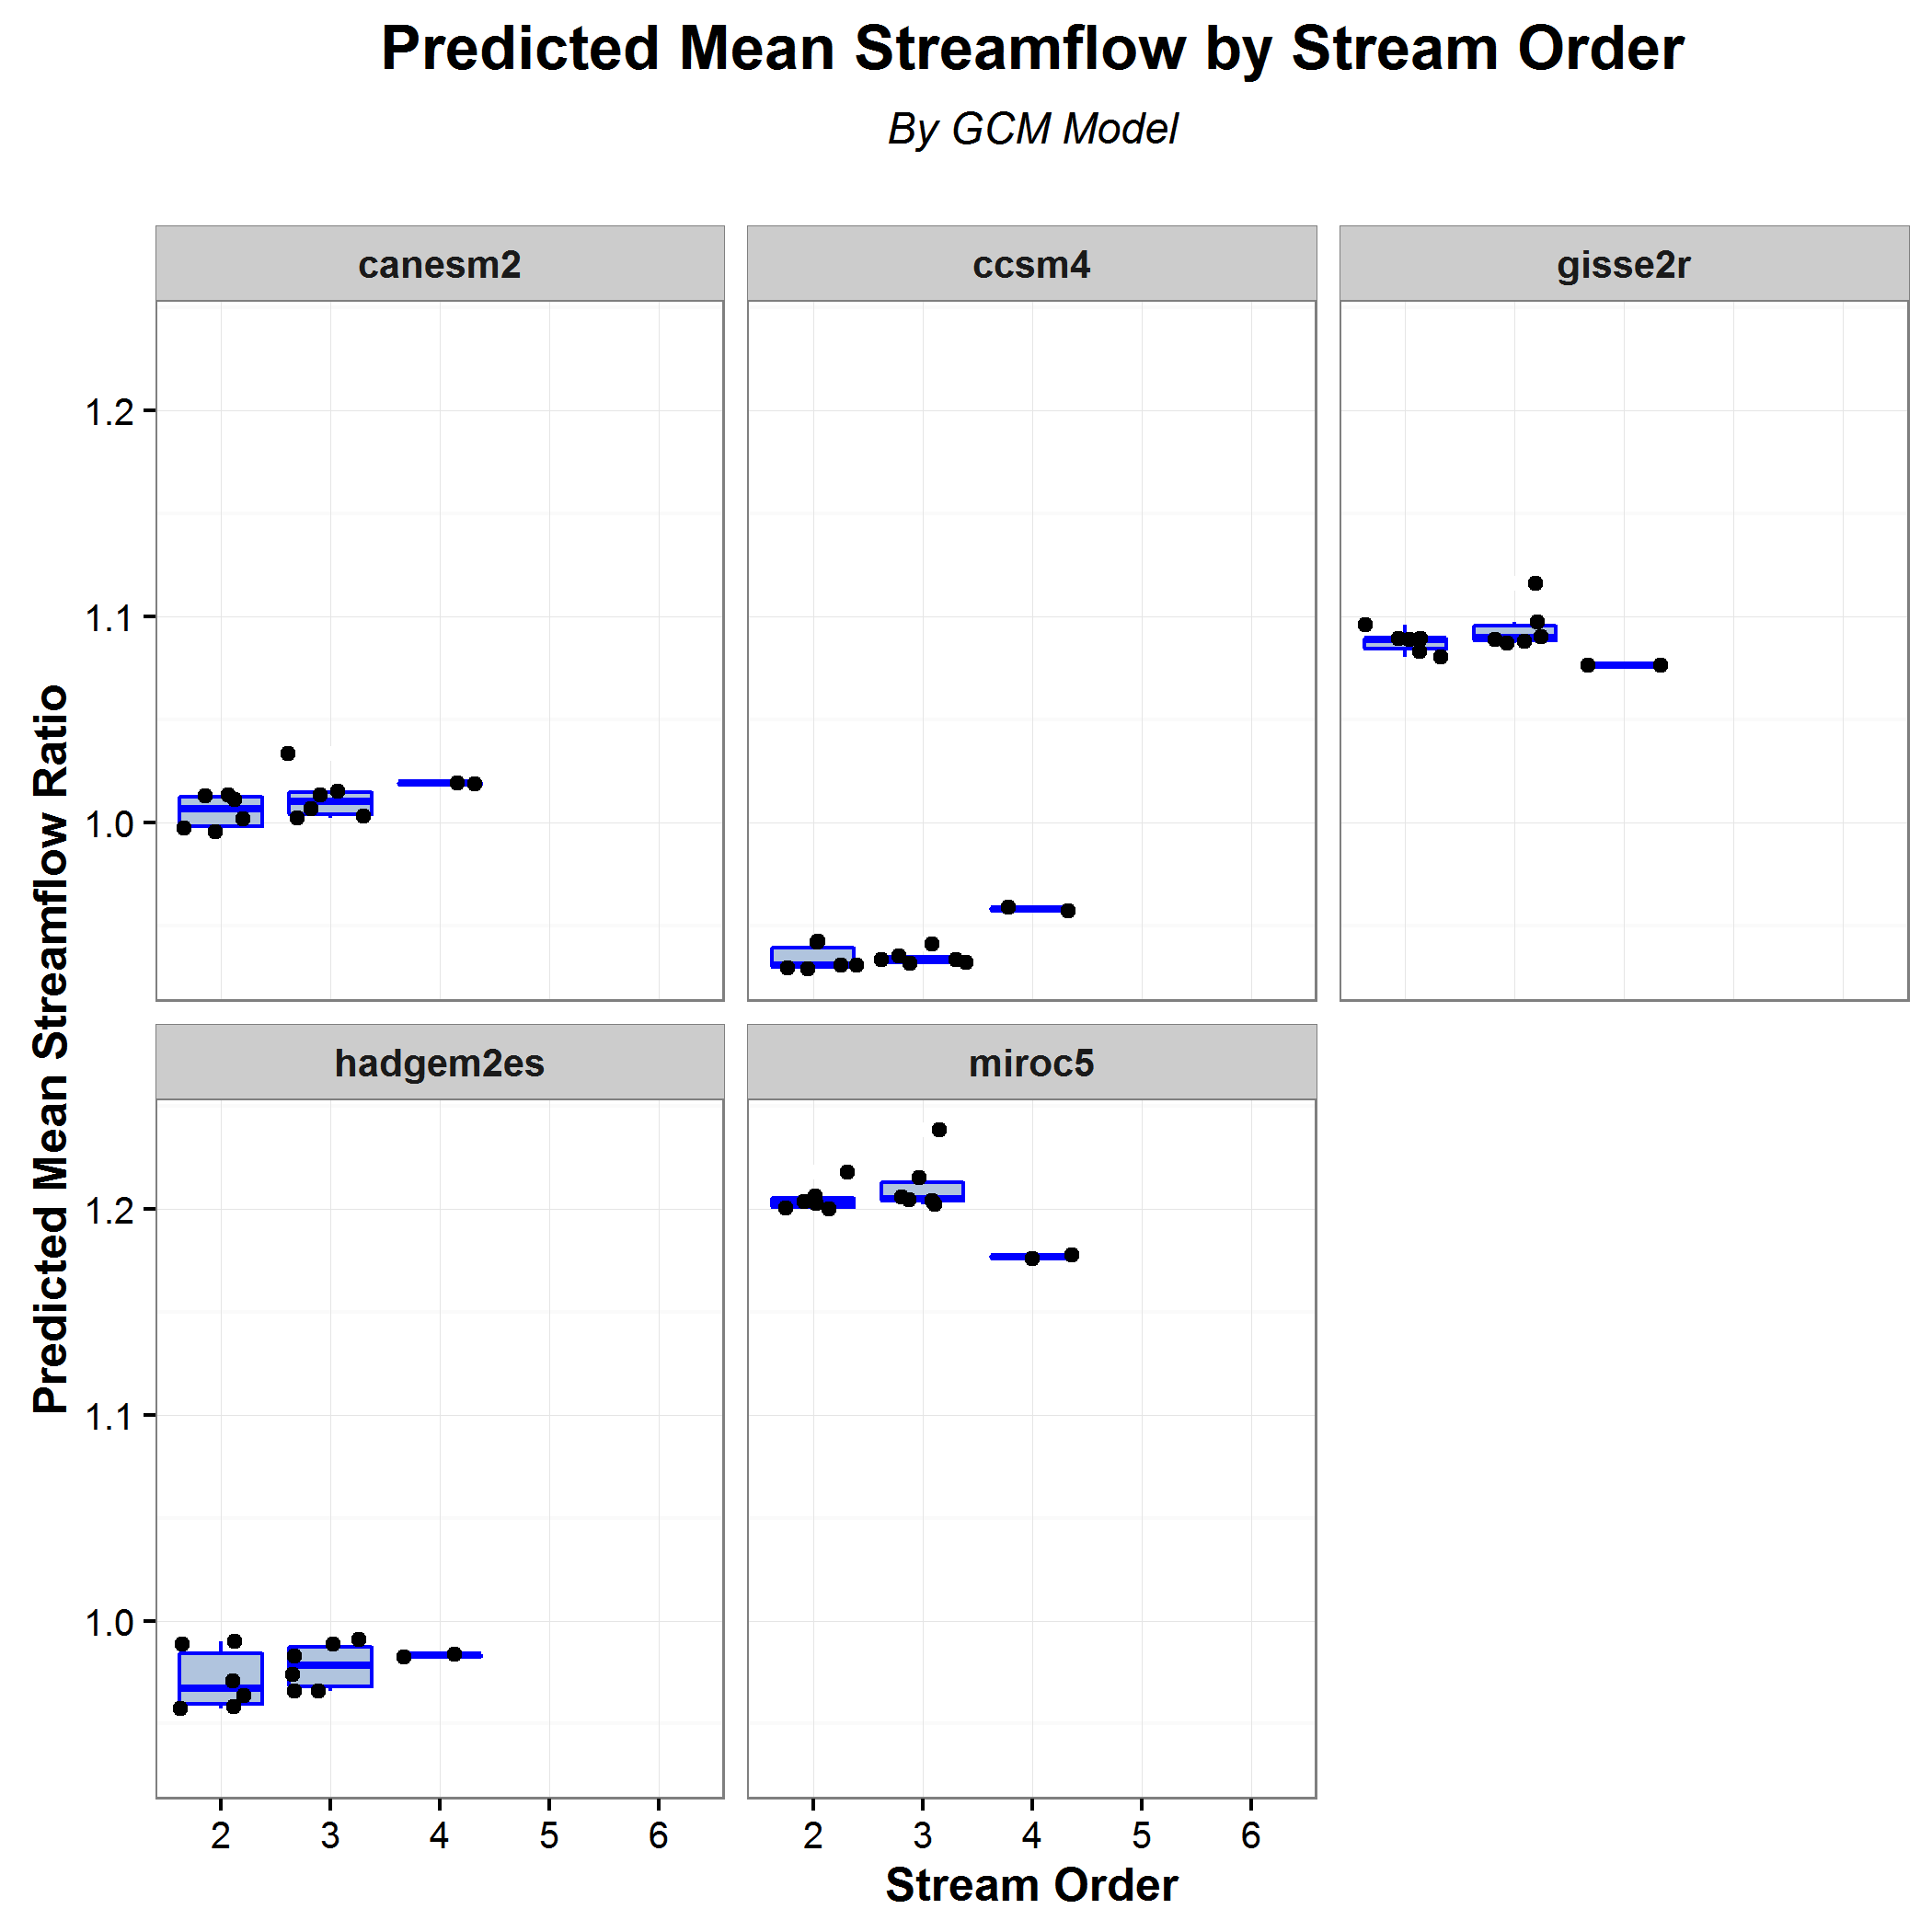 Predicted Mean Streamflow by Stream Order
By GCM Model
canesm2
ccsm4
gisse2r
1.2
1.1
1.0
Predicted Mean Streamflow Ratio
hadgem2es
miroc5
1.2
1.1
1.0
2 3 4 5 6
2 3 4 5 6
Stream Order